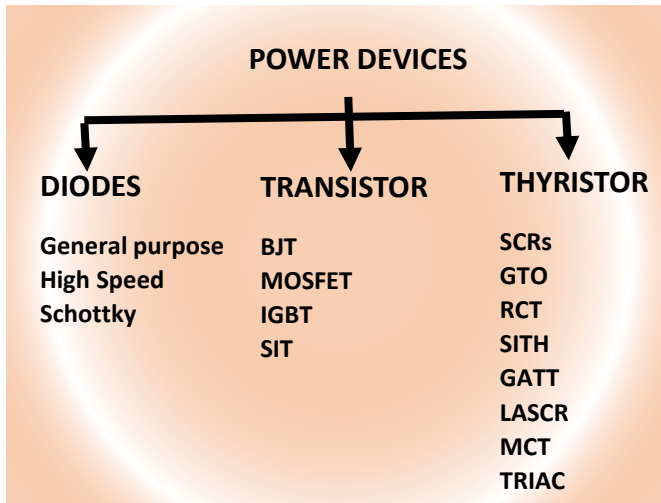 POWER DEVICES
DIODES
General purpose
High Speed
Schottky
TRANSISTOR
BJT
MOSFET
IGBT
SIT
THYRISTOR
SCRs
GTO
RCT
SITH
GATT
LASCR
MCT
TRIAC